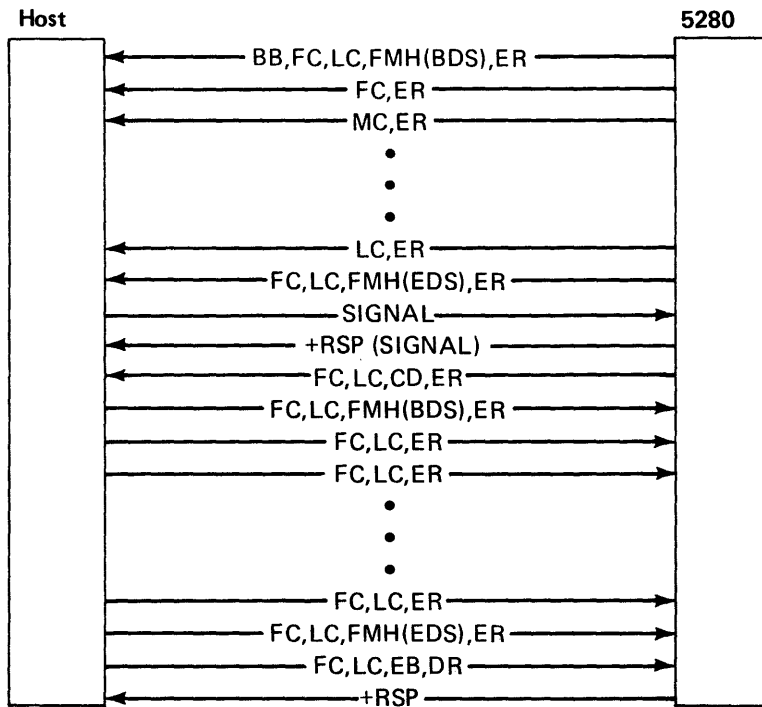 Host 5280
BB,FC,LC,FMH(BDS),ER
FC,ER
MC,ER
LC,ER
FC,LC,FMH(EDS),ER
SIGNAL
+RSP (SIGNAL)
FC,LC,CD,ER
FC,LC,FMH(BDS),ER
FC,LC,ER
FC,LC,ER
FC,LC,ER
FC,LC,FMH(EDS),ER
FC,LC,EB,DR
+RSP